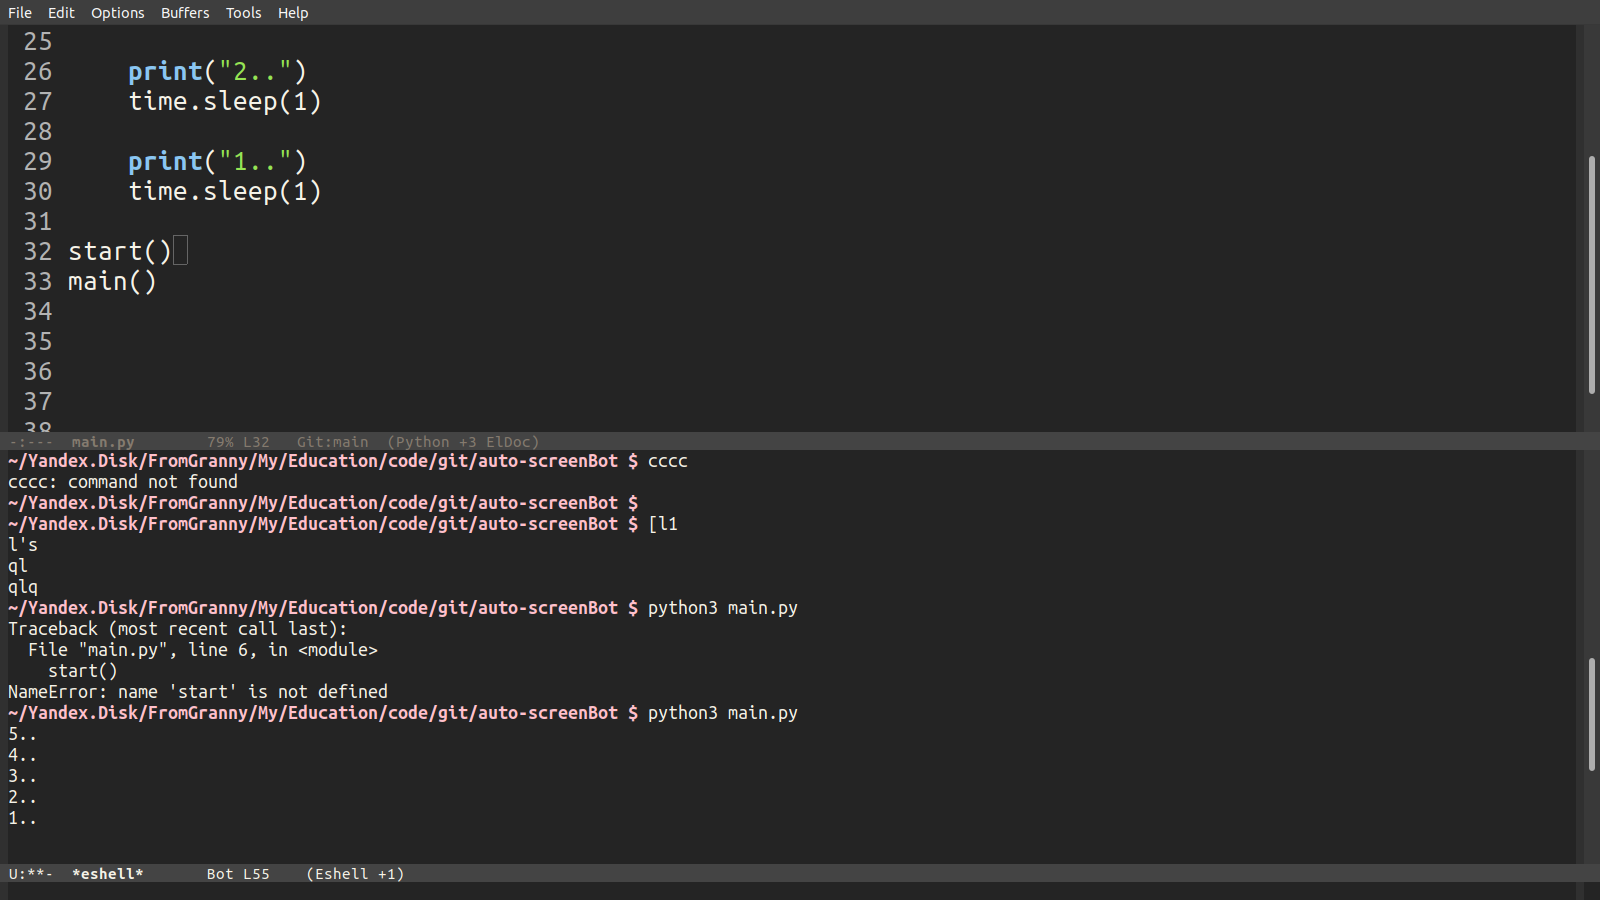 File Edit Options Buffers Tools Help
25
26     print("2..")
27     time.sleep(1)
28
29     print("1..")
30     time.sleep(1)
31
32 start()
33 main()
34
35
36
37
38
-:---  main.py        79% L32   Git:main  (Python +3 ElDoc)
~/Yandex.Disk/FromGranny/My/Education/code/git/auto-screenBot $ cccc
cccc: command not found
~/Yandex.Disk/FromGranny/My/Education/code/git/auto-screenBot $
~/Yandex.Disk/FromGranny/My/Education/code/git/auto-screenBot $ [l1
l's
ql
qlq
~/Yandex.Disk/FromGranny/My/Education/code/git/auto-screenBot $ python3 main.py
Traceback (most recent call last):
  File "main.py", line 6, in <module>
    start()
NameError: name 'start' is not defined
~/Yandex.Disk/FromGranny/My/Education/code/git/auto-screenBot $ python3 main.py
5..
4..
3..
2..
1..
U:**-  *eshell*       Bot L55    (Eshell +1)